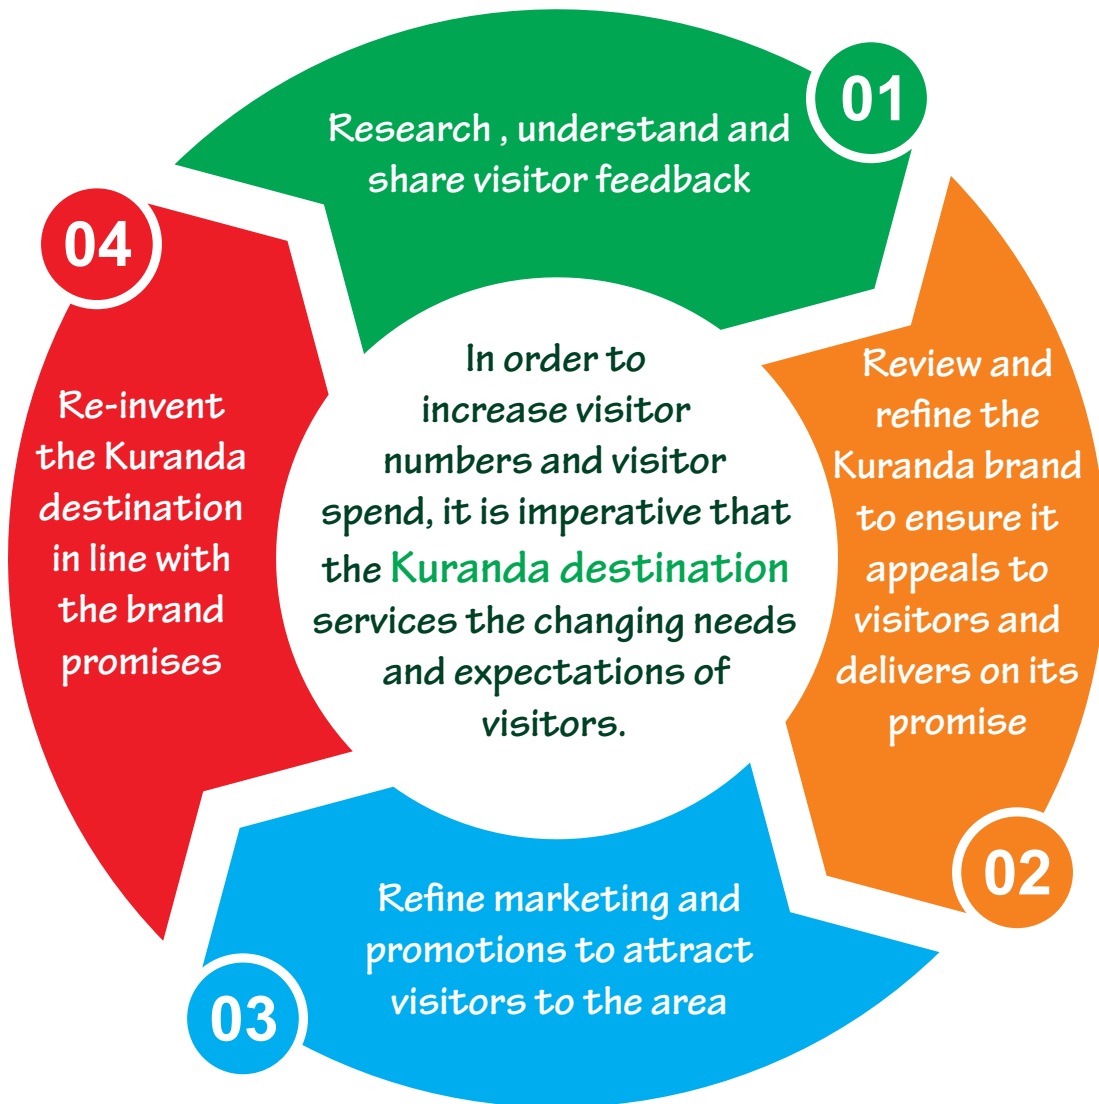 01
Research , understand and
share visitor feedback
02
Review and
refine the
Kuranda brand
to ensure it
appeals to
visitors and
delivers on its
promise
03
Refine marketing and
promotions to attract
visitors to the area
04
Re-invent
the Kuranda
destination
in line with
the brand
promises
In order to
increase visitor
numbers and visitor
spend, it is imperative that
the Kuranda destination
services the changing needs
and expectations of
visitors.